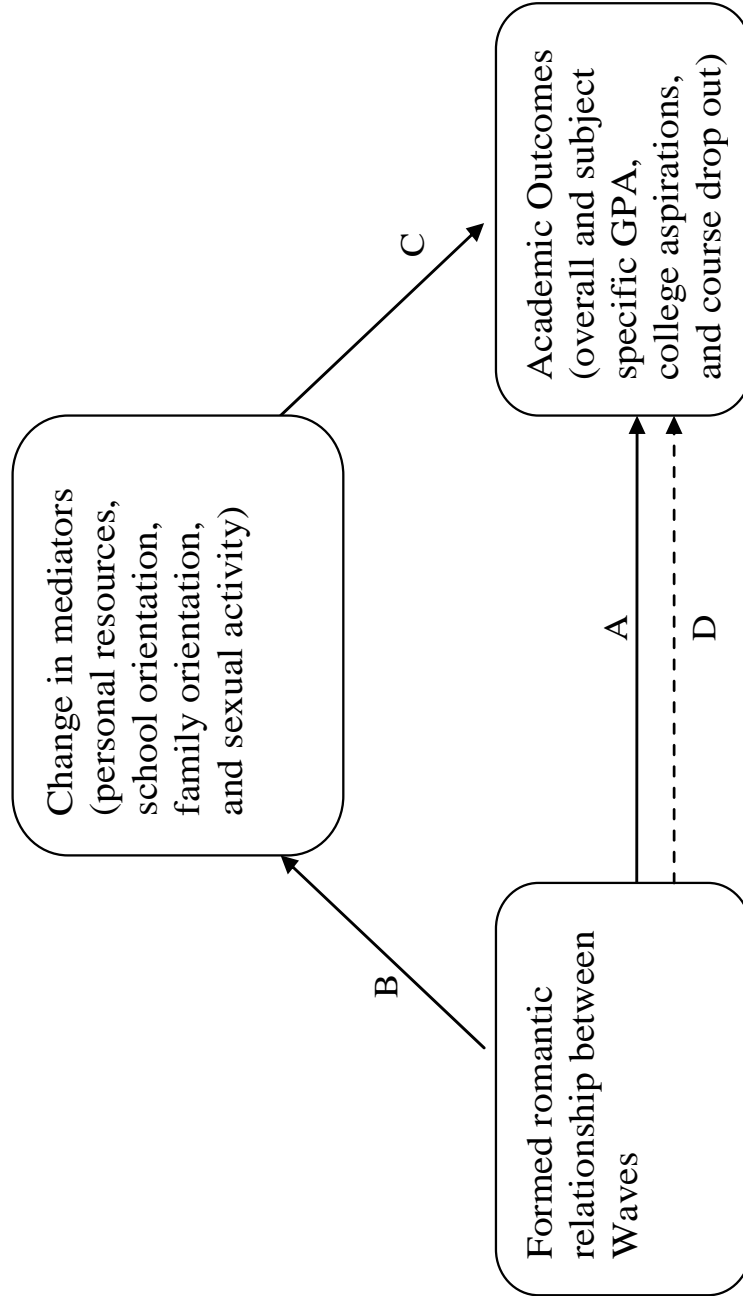 Change in mediators
(personal resources,
school orientation,
family orientation,
and sexual activity)
B
C
Formed romantic
relationship between
Waves
A
D
Academic Outcomes
(overall and subject
specific GPA,
college aspirations,
and course drop out)